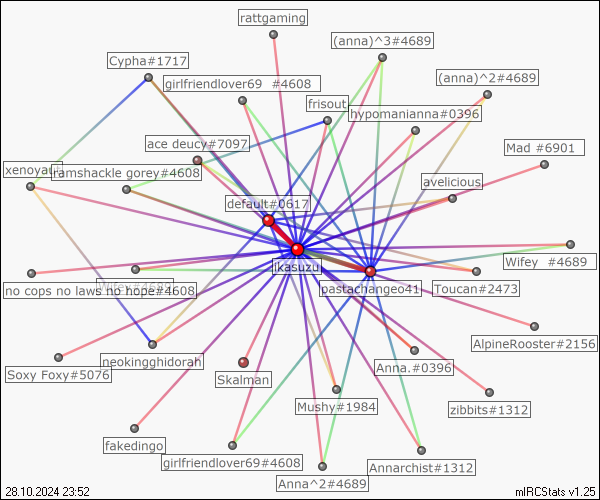 rattgaming
(anna)^3#4689
Cypha#1717
(anna)^2#4689
girlfriendlover69 #4608
frisout
hypomanianna#0396
ace deucy#7097
Mad #6901
xenoyau
ramshackle gorey#4608
avelicious
default#0617
Wifey #4689
ikasuzu
Wifey#4689
no cops no laws no hope#4608
pastachangeo41
Toucan#2473
AlpineRooster#2156
Soxy Foxy#5076
neokingghidorah
Anna.#0396
Skalman
Mushy#1984
zibbits#1312
fakedingo
girlfriendlover69#4608
Annarchist#1312
Anna^2#4689
28.10.2024 23:52
mIRCStats v1.25